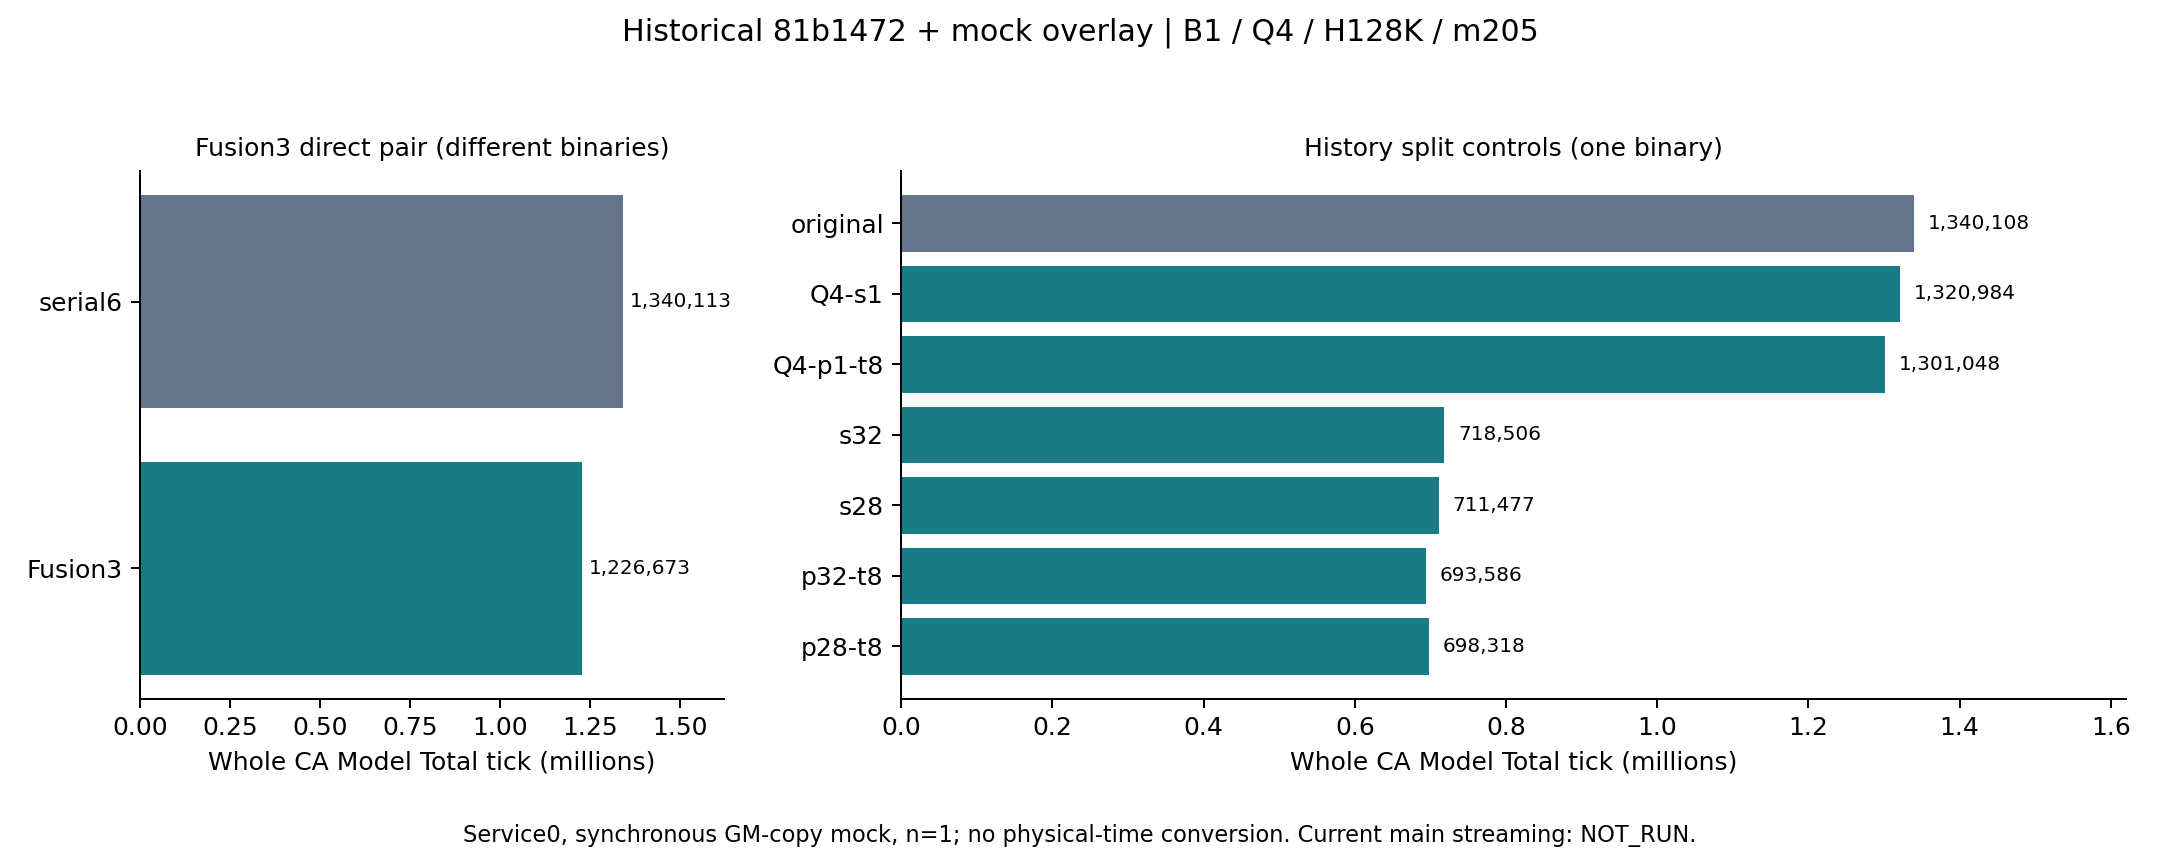 Historical 81b1472 + mock overlay | B1 / Q4 / H128K / m205
Fusion3 direct pair (different binaries)
serial6
1,340,113
Fusion3
1,226,673
0.00 0.25 0.50 0.75 1.00 1.25 1.50
Whole CA Model Total tick (millions)
History split controls (one binary)
original
1,340,108
Q4-s1
1,320,984
Q4-p1-t8
1,301,048
s32
718,506
s28
711,477
p32-t8
693,586
p28-t8
698,318
0.0 0.2 0.4 0.6 0.8 1.0 1.2 1.4 1.6
Whole CA Model Total tick (millions)
Service0, synchronous GM-copy mock, n=1; no physical-time conversion. Current main streaming: NOT_RUN.